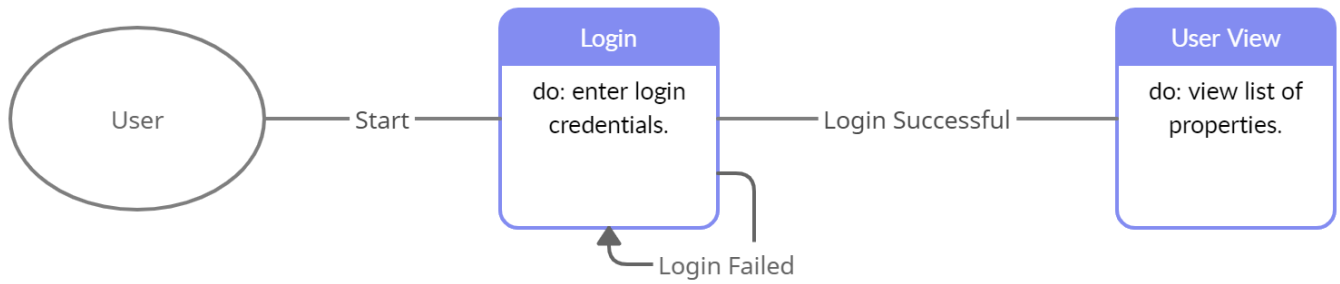 User
Start
Login
do: enter login
credentials.
Login Successful
Login Failed
User View
do: view list of
properties.